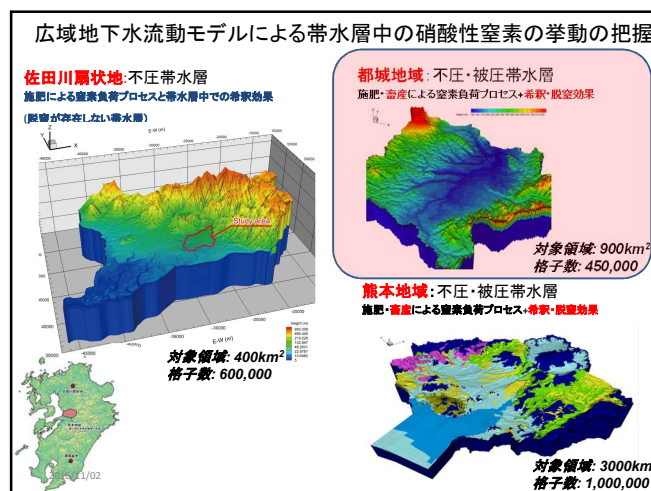 広域地下水流動モデルによる帯水層中の硝酸性窒素の挙動の把握
佐田川扇状地:不圧帯水層
施肥による窒素負荷プロセスと帯水層中での希釈効果
(脱窒が存在しない帯水層)
Study area
E-W (m)
対象領域: 400km2
格子数: 600,000
都城地域:不圧・被圧帯水層
施肥・畜産による窒素負荷プロセス+希釈・脱窒効果
対象領域: 900km2
格子数: 450,000
熊本地域:不圧・被圧帯水層
施肥・畜産による窒素負荷プロセス+希釈・脱窒効果
対象領域: 3000km
格子数: 1,000,000
2016/11/02